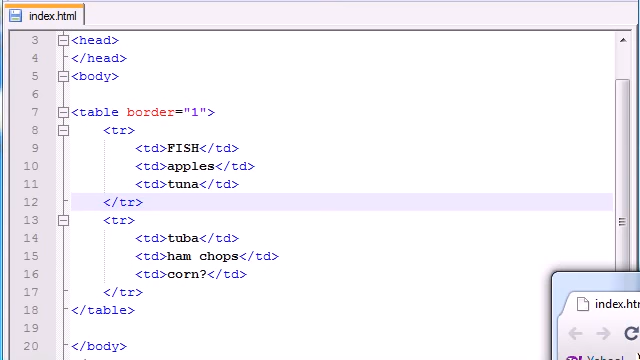 index.html
3 <head>
4 </head>
5 <body>
6
7 <table border="1">
8 <tr>
9 <td>FISH</td>
10 <td>apples</td>
11 <td>tuna</td>
12 </tr>
13 <tr>
14 <td>tuba</td>
15 <td>ham chops</td>
16 <td>corn?</td>
17 </tr>
18 </table>
19
20 </body>
index.htm
Yahoo!